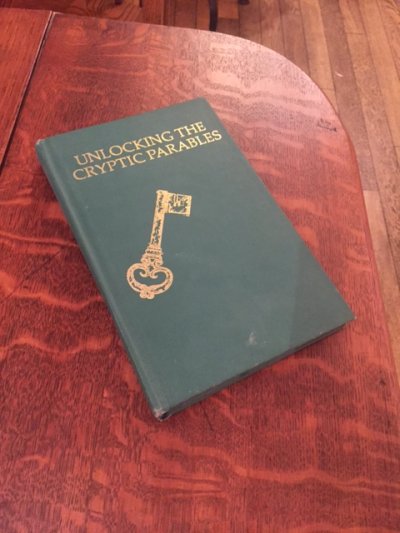 UNLOCKING THE
CRYPTIC PARABLES